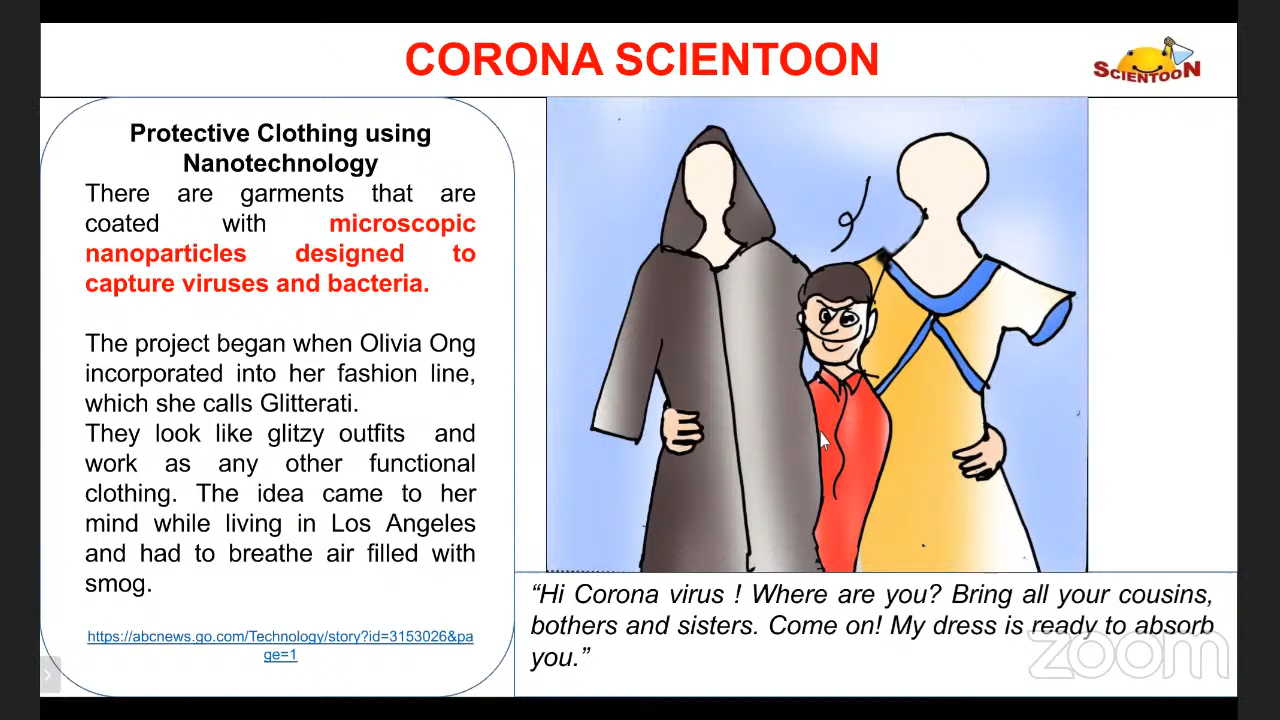 CORONA SCIENTOON
SCIENTOON
Protective Clothing using
Nanotechnology
There are garments that are
coated with microscopic
nanoparticles designed to
capture viruses and bacteria.
The project began when Olivia Ong
incorporated into her fashion line,
which she calls Glitterati.
They look like glitzy outfits and
work as any other functional
clothing. The idea came to her
mind while living in Los Angeles
and had to breathe air filled with
smog.
https://abcnews.go.com/Technology/story?id=3153026&pa
ge=1
“Hi Corona virus ! Where are you? Bring all your cousins,
bothers and sisters. Come on! My dress is ready to absorb
you.”
zoom